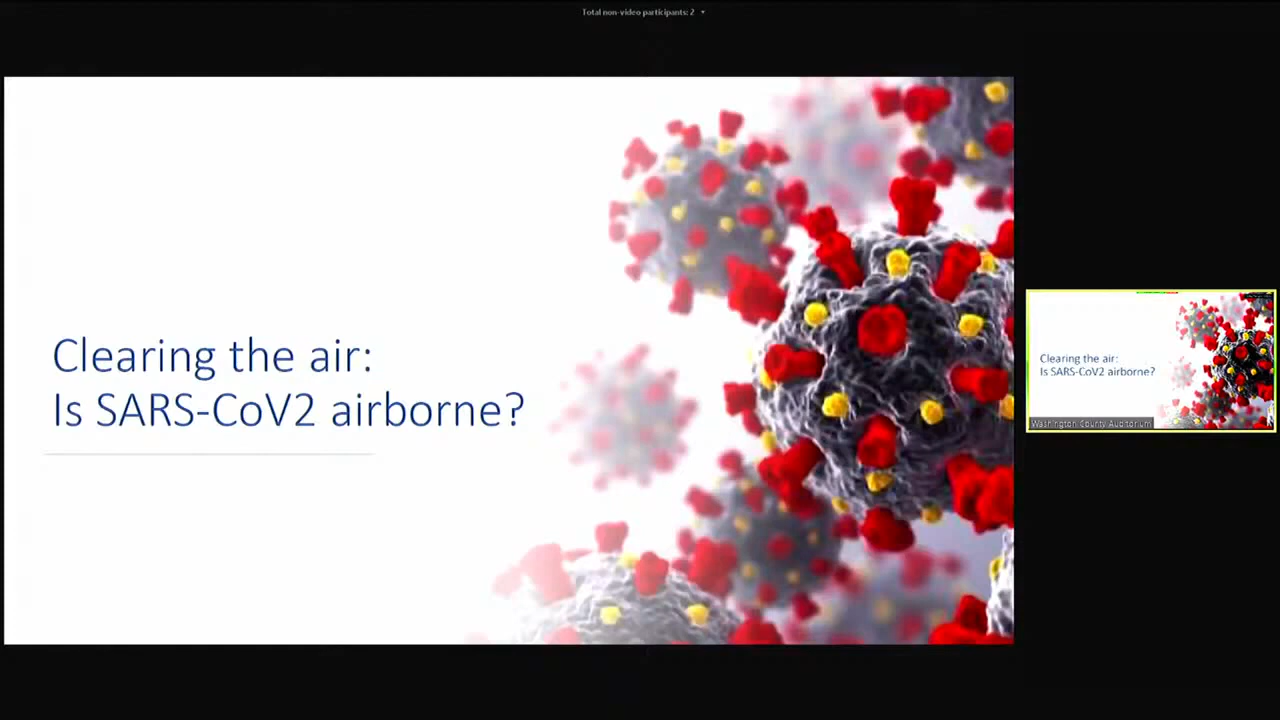 Total non-video participants: 2
Clearing the air:
Is SARS-CoV2 airborne?
Clearing the air:
Is SARS-CoV2 airborne?
Washington County Auditorium